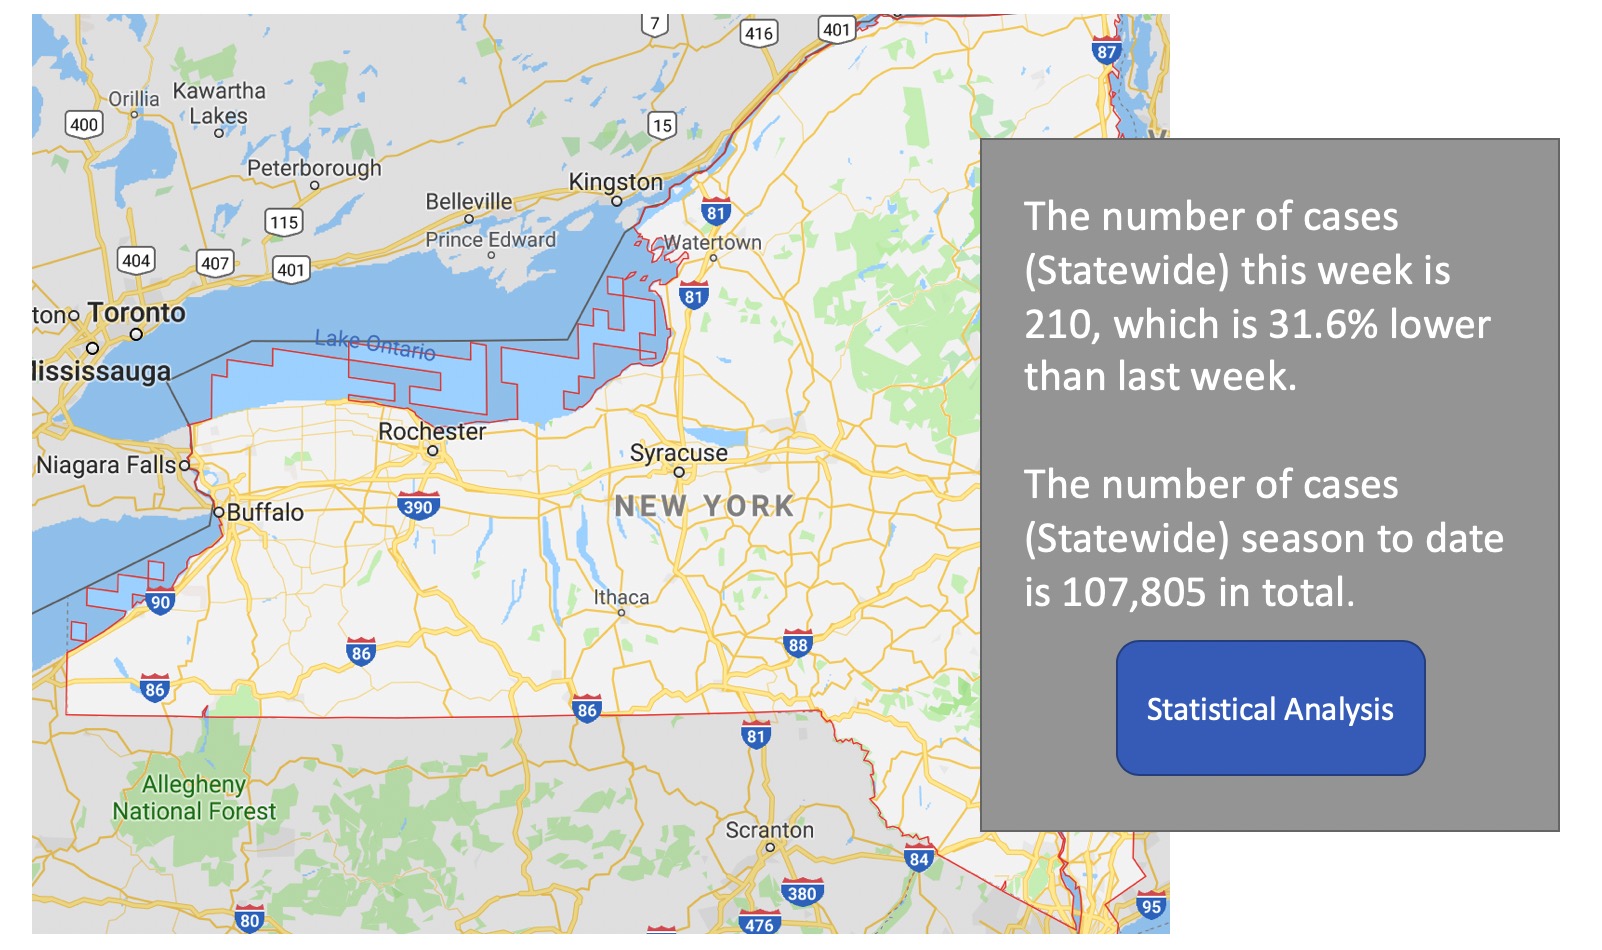 7
416
401
87
Orillia
Kawartha
Lakes
400
15
Peterborough
Kingston
Belleville
81
115
Prince Edward
Watertown
404
407
401
81
ton
Toronto
Lake Ontario
ississauga
Rochester
Syracuse
Niagara Falls
390
NEW YORK
Buffalo
90
Ithaca
86
88
86
86
81
Allegheny
National Forest
Scranton
84
380
80
476
95
The number of cases
(Statewide) this week is
210, which is 31.6% lower
than last week.
The number of cases
(Statewide) season to date
is 107,805 in total.
Statistical Analysis